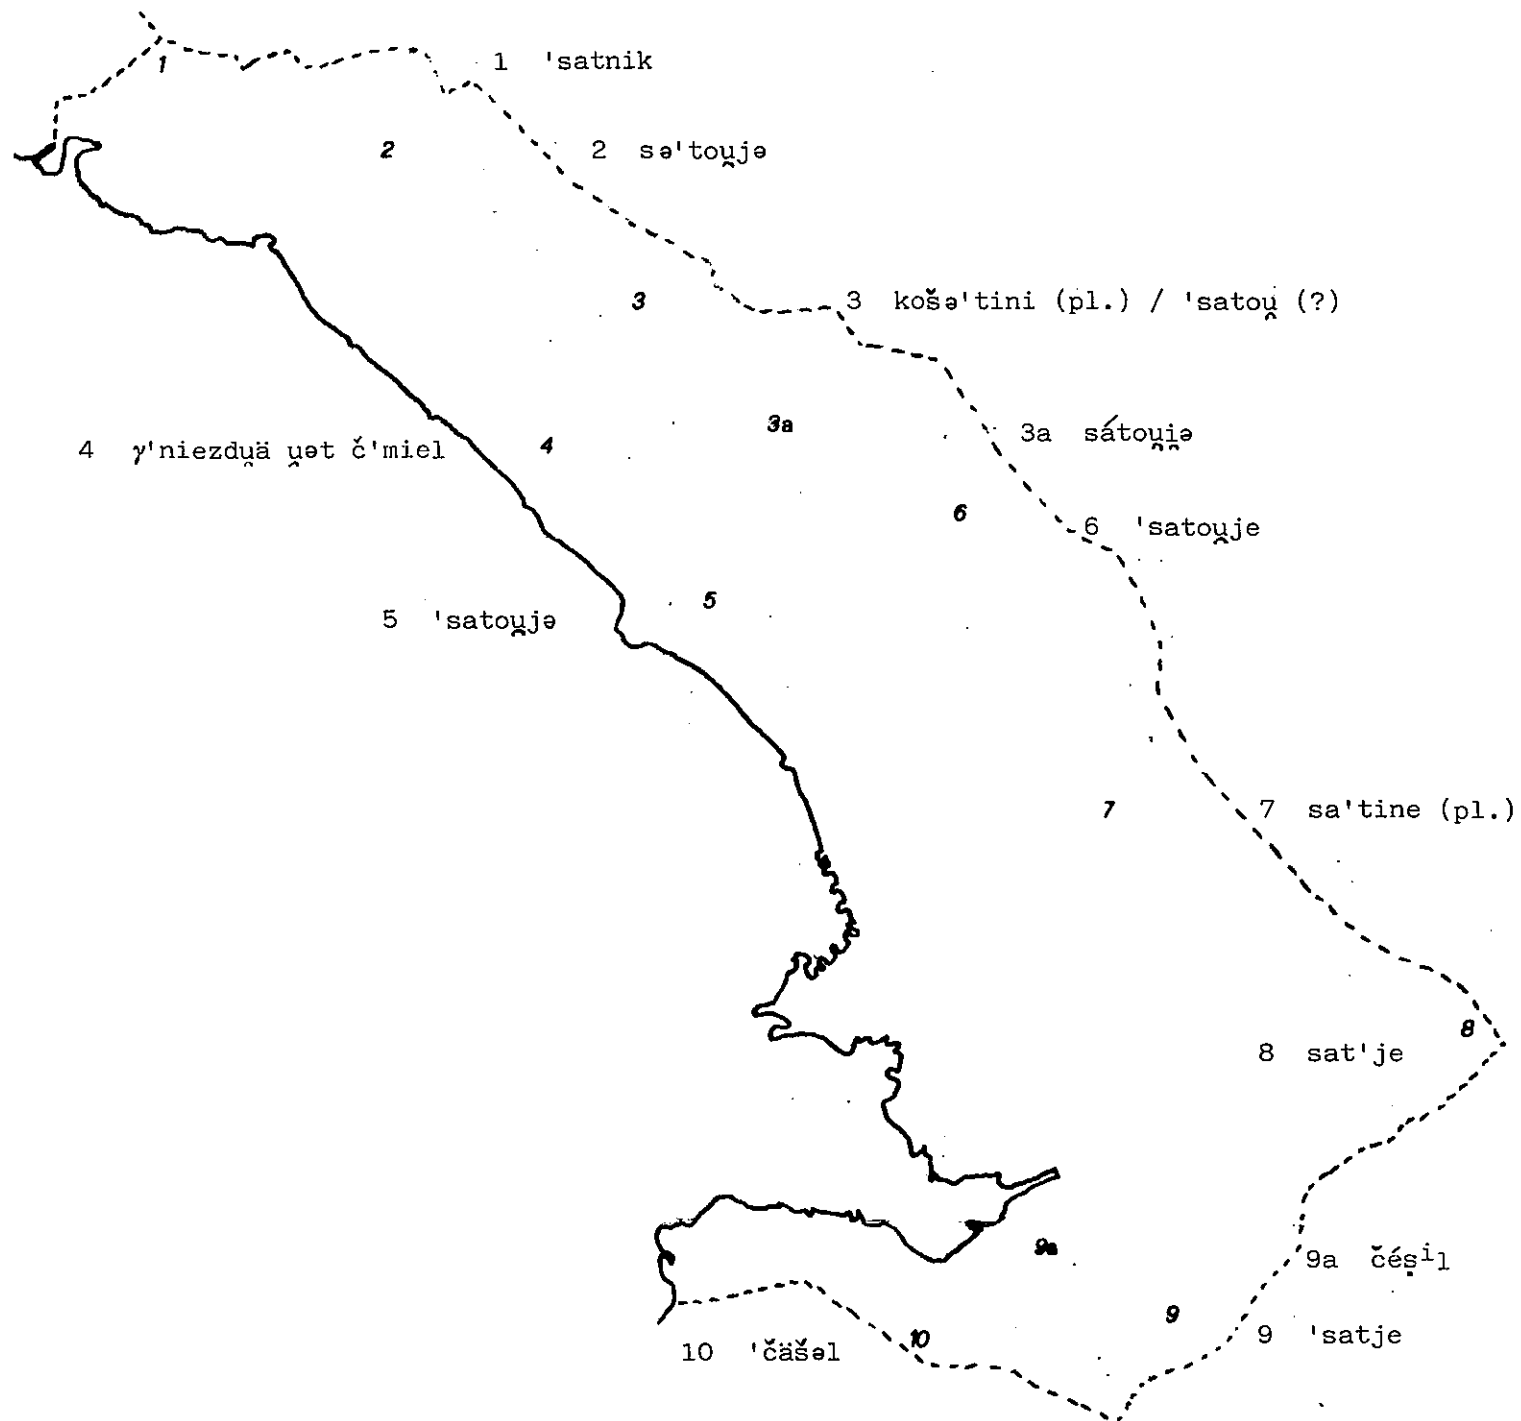 1
1 'satnik
2
2 sə'tou̯jə
3
3 košə'tini (pl.) / 'satou̯ (?)
3a
3a sátou̯i̯ə
4 γ'niezdu̯ä u̯ət č'miel
4
6
6 'satou̯je
5
5 'satou̯jə
7
7 sa'tine (pl.)
8
8 sat'je
9a
9a čéṣⁱl
9
9 'satje
10
10 'čäšəl